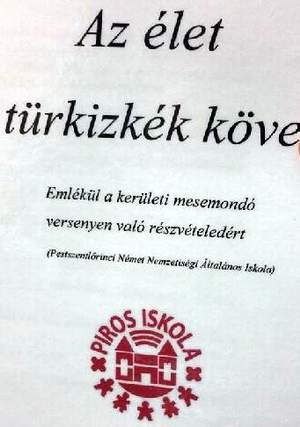 Az élet
türkizkék köve
Emlékül a kerületi mesemondó
versenyen való részvételedért
(Pestszentlőrinci Német Nemzetiségi Általános Iskola)
PIROS ISKOLA